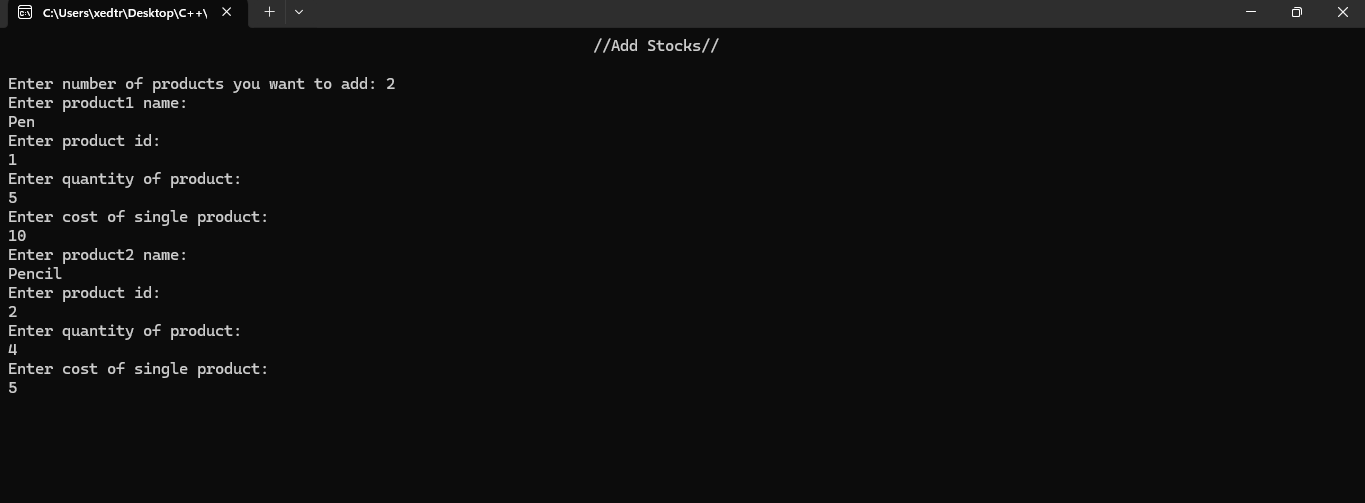 C:\Users\xedtr\Desktop\C++\
//Add Stocks//
Enter number of products you want to add: 2
Enter product1 name:
Pen
Enter product id:
1
Enter quantity of product:
5
Enter cost of single product:
10
Enter product2 name:
Pencil
Enter product id:
2
Enter quantity of product:
4
Enter cost of single product:
5